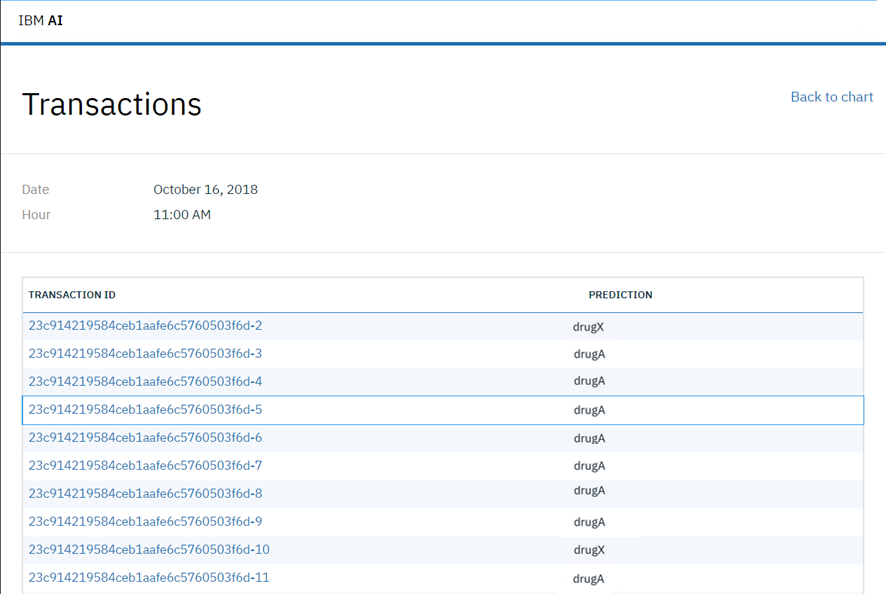 IBM AI
Transactions
Back to chart
Date October 16, 2018
Hour 11:00 AM
TRANSACTION ID PREDICTION
23c914219584ceb1aafe6c5760503f6d-2 drugX
23c914219584ceb1aafe6c5760503f6d-3 drugA
23c914219584ceb1aafe6c5760503f6d-4 drugA
23c914219584ceb1aafe6c5760503f6d-5 drugA
23c914219584ceb1aafe6c5760503f6d-6 drugA
23c914219584ceb1aafe6c5760503f6d-7 drugA
23c914219584ceb1aafe6c5760503f6d-8 drugA
23c914219584ceb1aafe6c5760503f6d-9 drugA
23c914219584ceb1aafe6c5760503f6d-10 drugX
23c914219584ceb1aafe6c5760503f6d-11 drugA